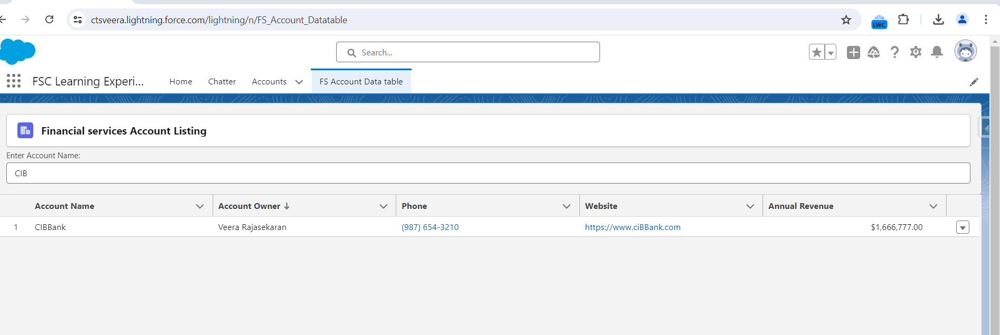 ctsveera.lightning.force.com/lightning/n/FS_Account_Datatable
LWC
Search...
FSC Learning Experi... Home Chatter Accounts FS Account Data table
Financial services Account Listing
Enter Account Name:
CIB
Account Name Account Owner Phone Website Annual Revenue
1 CIBBank Veera Rajasekaran (987) 654-3210 https://www.ciBBank.com $1,666,777.00